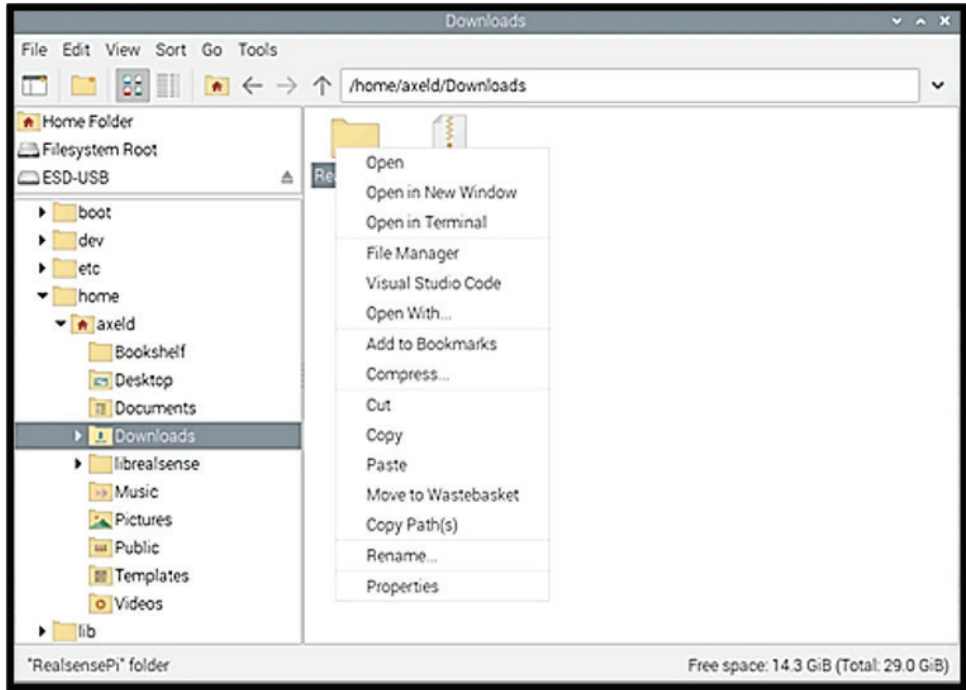 Downloads
File Edit View Sort Go Tools
/home/axeld/Downloads
Home Folder
Filesystem Root
ESD-USB
boot
dev
etc
home
axeld
Bookshelf
Desktop
Documents
Downloads
librealsense
Music
Pictures
Public
Templates
Videos
lib
Re
Open
Open in New Window
Open in Terminal
File Manager
Visual Studio Code
Open With...
Add to Bookmarks
Compress...
Cut
Copy
Paste
Move to Wastebasket
Copy Path(s)
Rename...
Properties
"RealsensePi" folder
Free space: 14.3 GiB (Total: 29.0 GiB)